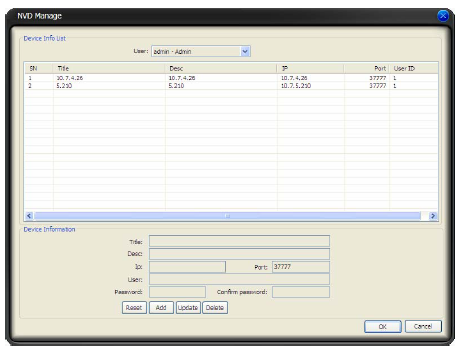 NVD Manage
Device Info List
User: admin - Admin
SN Title Desc IP Port User ID
1 10.7.4.26 10.7.4.26 10.7.4.26 37777 1
2 5.210 5.210 10.7.5.210 37777 1
Device Information
Title:
Desc:
Ip: Port: 37777
User:
Password: Confirm password:
Reset Add Update Delete
OK Cancel